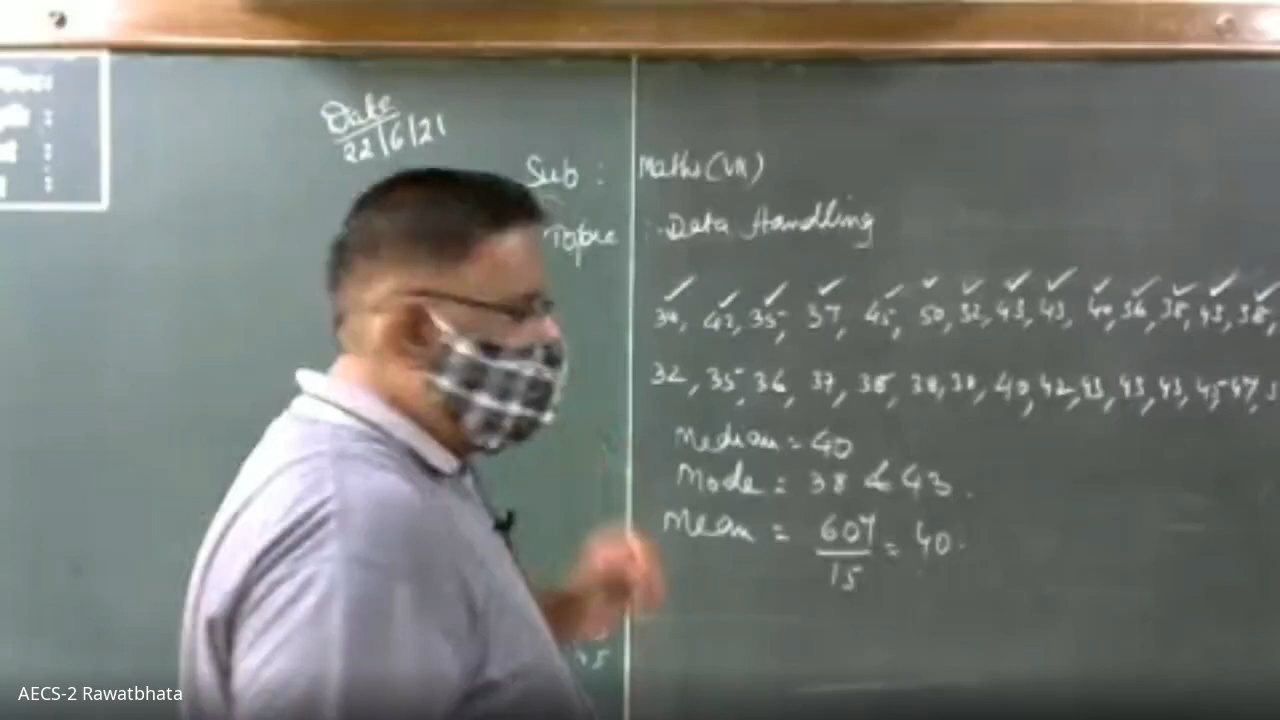 Date
22/6/21
Sub : Maths (VII)
Topic : Data Handling
38, 42, 35, 37, 45, 50, 32, 43, 43, 40, 36, 38, 43, 38,
32, 35, 36, 37, 38, 38, 38, 40, 42, 43, 43, 43, 45, 47,
Median = 40
Mode = 38 & 43.
Mean = 607/15 = 40.
AECS-2 Rawatbhata